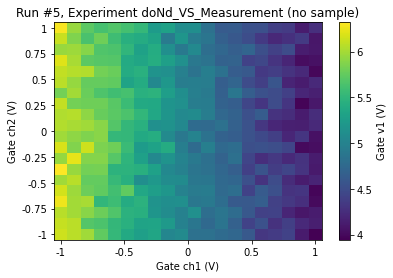 Run #5, Experiment doNd_VS_Measurement (no sample)
Gate ch2 (V)
1
0.75
0.5
0.25
0
-0.25
-0.5
-0.75
-1
-1 -0.5 0 0.5 1
Gate ch1 (V)
6
5.5
5
4.5
4
Gate v1 (V)